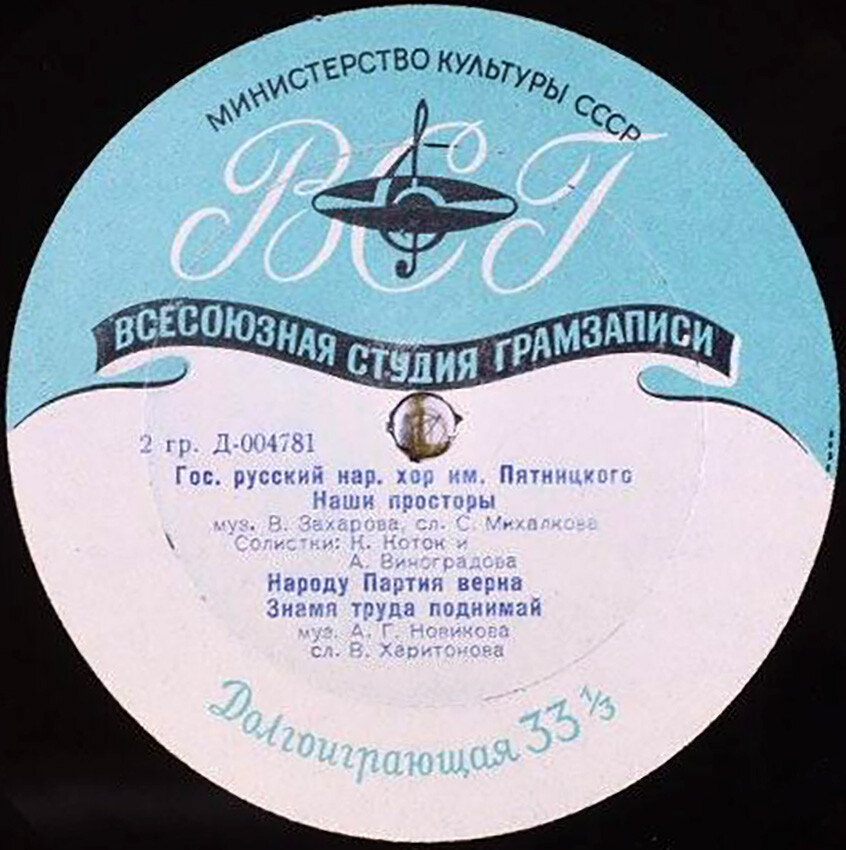 МИНИСТЕРСТВО КУЛЬТУРЫ СССР
ВСГ
ВСЕСОЮЗНАЯ СТУДИЯ ГРАМЗАПИСИ
2 гр. Д-004781
Гос. русский нар. хор им. Пятницкого
Наши просторы
муз. В. Захарова, сл. С. Михалкова
Солистки: К. Коток и
А. Виноградова
Народу Партия верна
Знамя труда поднимай
муз. А. Г. Новикова
сл. В. Харитонова
Долгоиграющая 33 ⅓